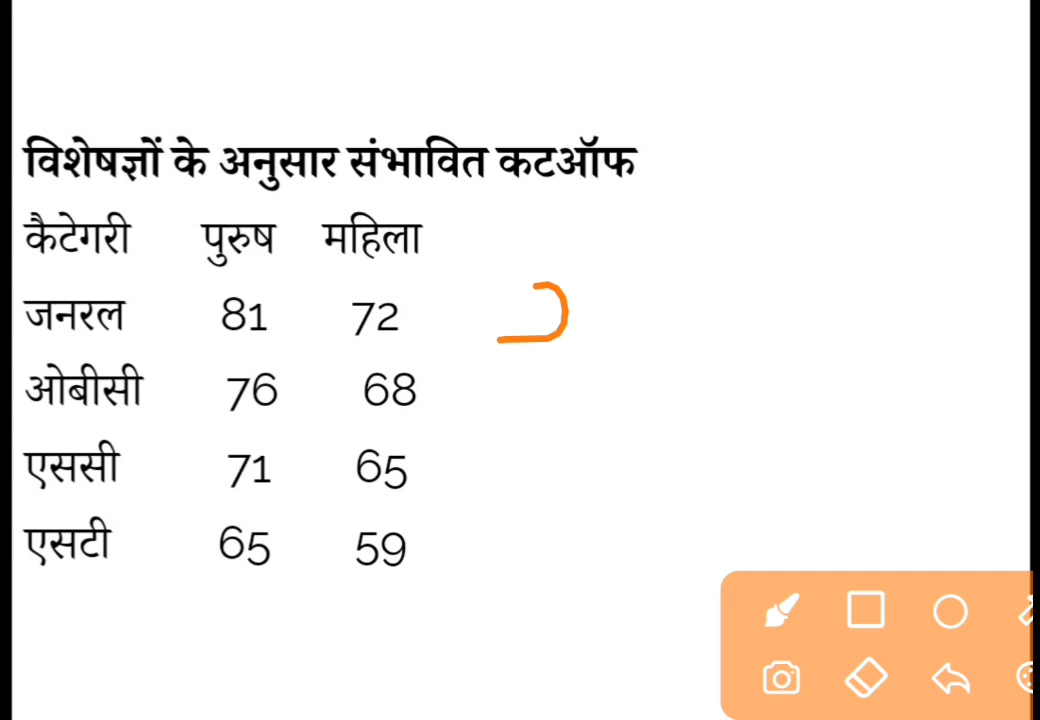 विशेषज्ञों के अनुसार संभावित कटऑफ
कैटेगरी पुरुष महिला
जनरल 81 72
ओबीसी 76 68
एससी 71 65
एसटी 65 59